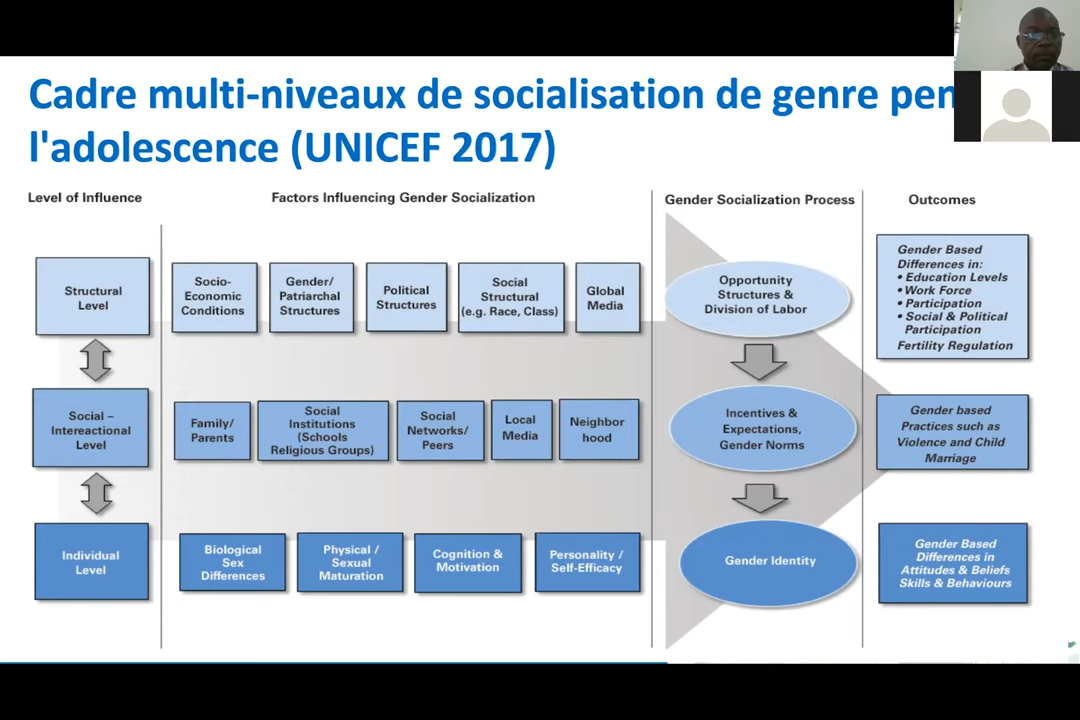 Cadre multi-niveaux de socialisation de genre pen
l'adolescence (UNICEF 2017)
Level of Influence
Factors Influencing Gender Socialization
Gender Socialization Process
Outcomes
Structural
Level
Socio-
Economic
Conditions
Gender/
Patriarchal
Structures
Political
Structures
Social
Structural
(e.g. Race, Class)
Global
Media
Opportunity
Structures &
Division of Labor
Gender Based
Differences in:
• Education Levels
• Work Force
• Participation
• Social & Political
Participation
Fertility Regulation
Social –
Intereactional
Level
Family/
Parents
Social
Institutions
(Schools
Religious Groups)
Social
Networks/
Peers
Local
Media
Neighbor
hood
Incentives &
Expectations,
Gender Norms
Gender based
Practices such as
Violence and Child
Marriage
Individual
Level
Biological
Sex
Differences
Physical /
Sexual
Maturation
Cognition &
Motivation
Personality /
Self-Efficacy
Gender Identity
Gender Based
Differences in
Attitudes & Beliefs
Skills & Behaviours